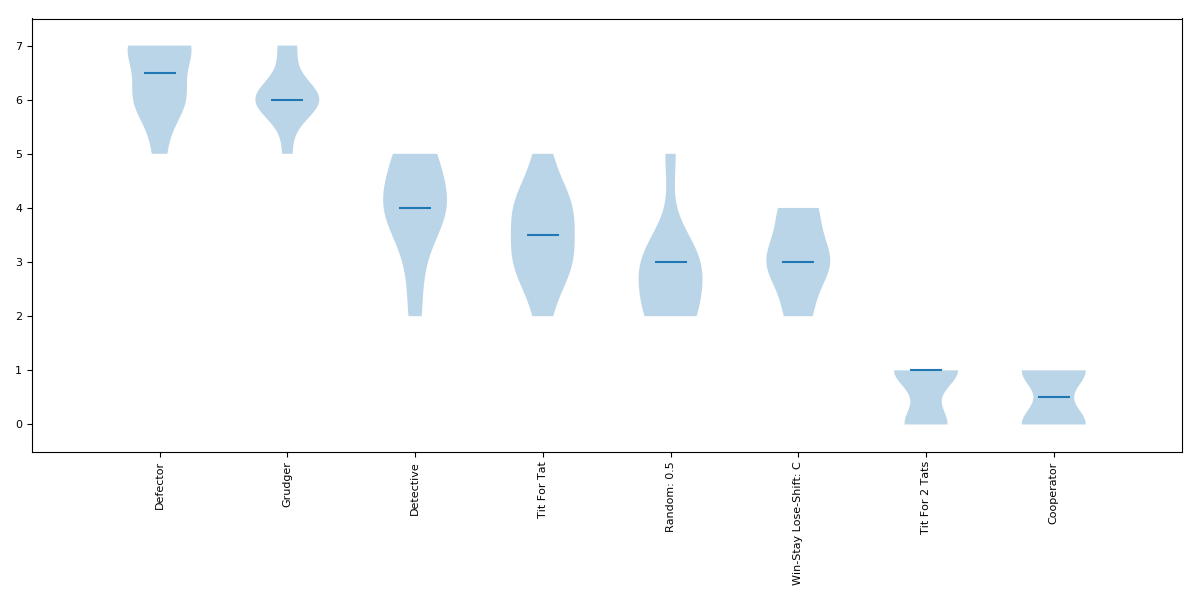 7
6
5
4
3
2
1
0
Defector
Grudger
Detective
Tit For Tat
Random: 0.5
Win-Stay Lose-Shift: C
Tit For 2 Tats
Cooperator